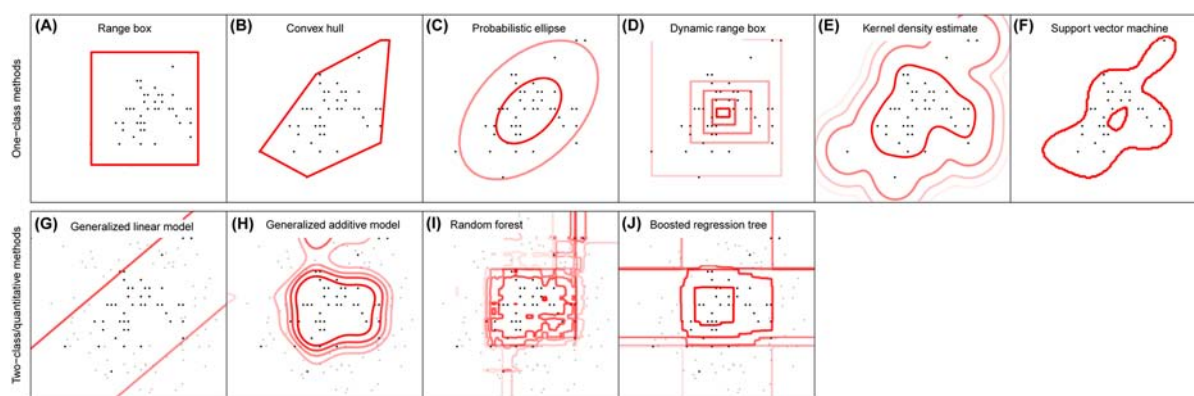 (A) Range box
(B) Convex hull
(C) Probabilistic ellipse
(D) Dynamic range box
(E) Kernel density estimate
(F) Support vector machine
One−class methods
(G) Generalized linear model
(H) Generalized additive model
(I) Random forest
(J) Boosted regression tree
Two−class/quantitative methods